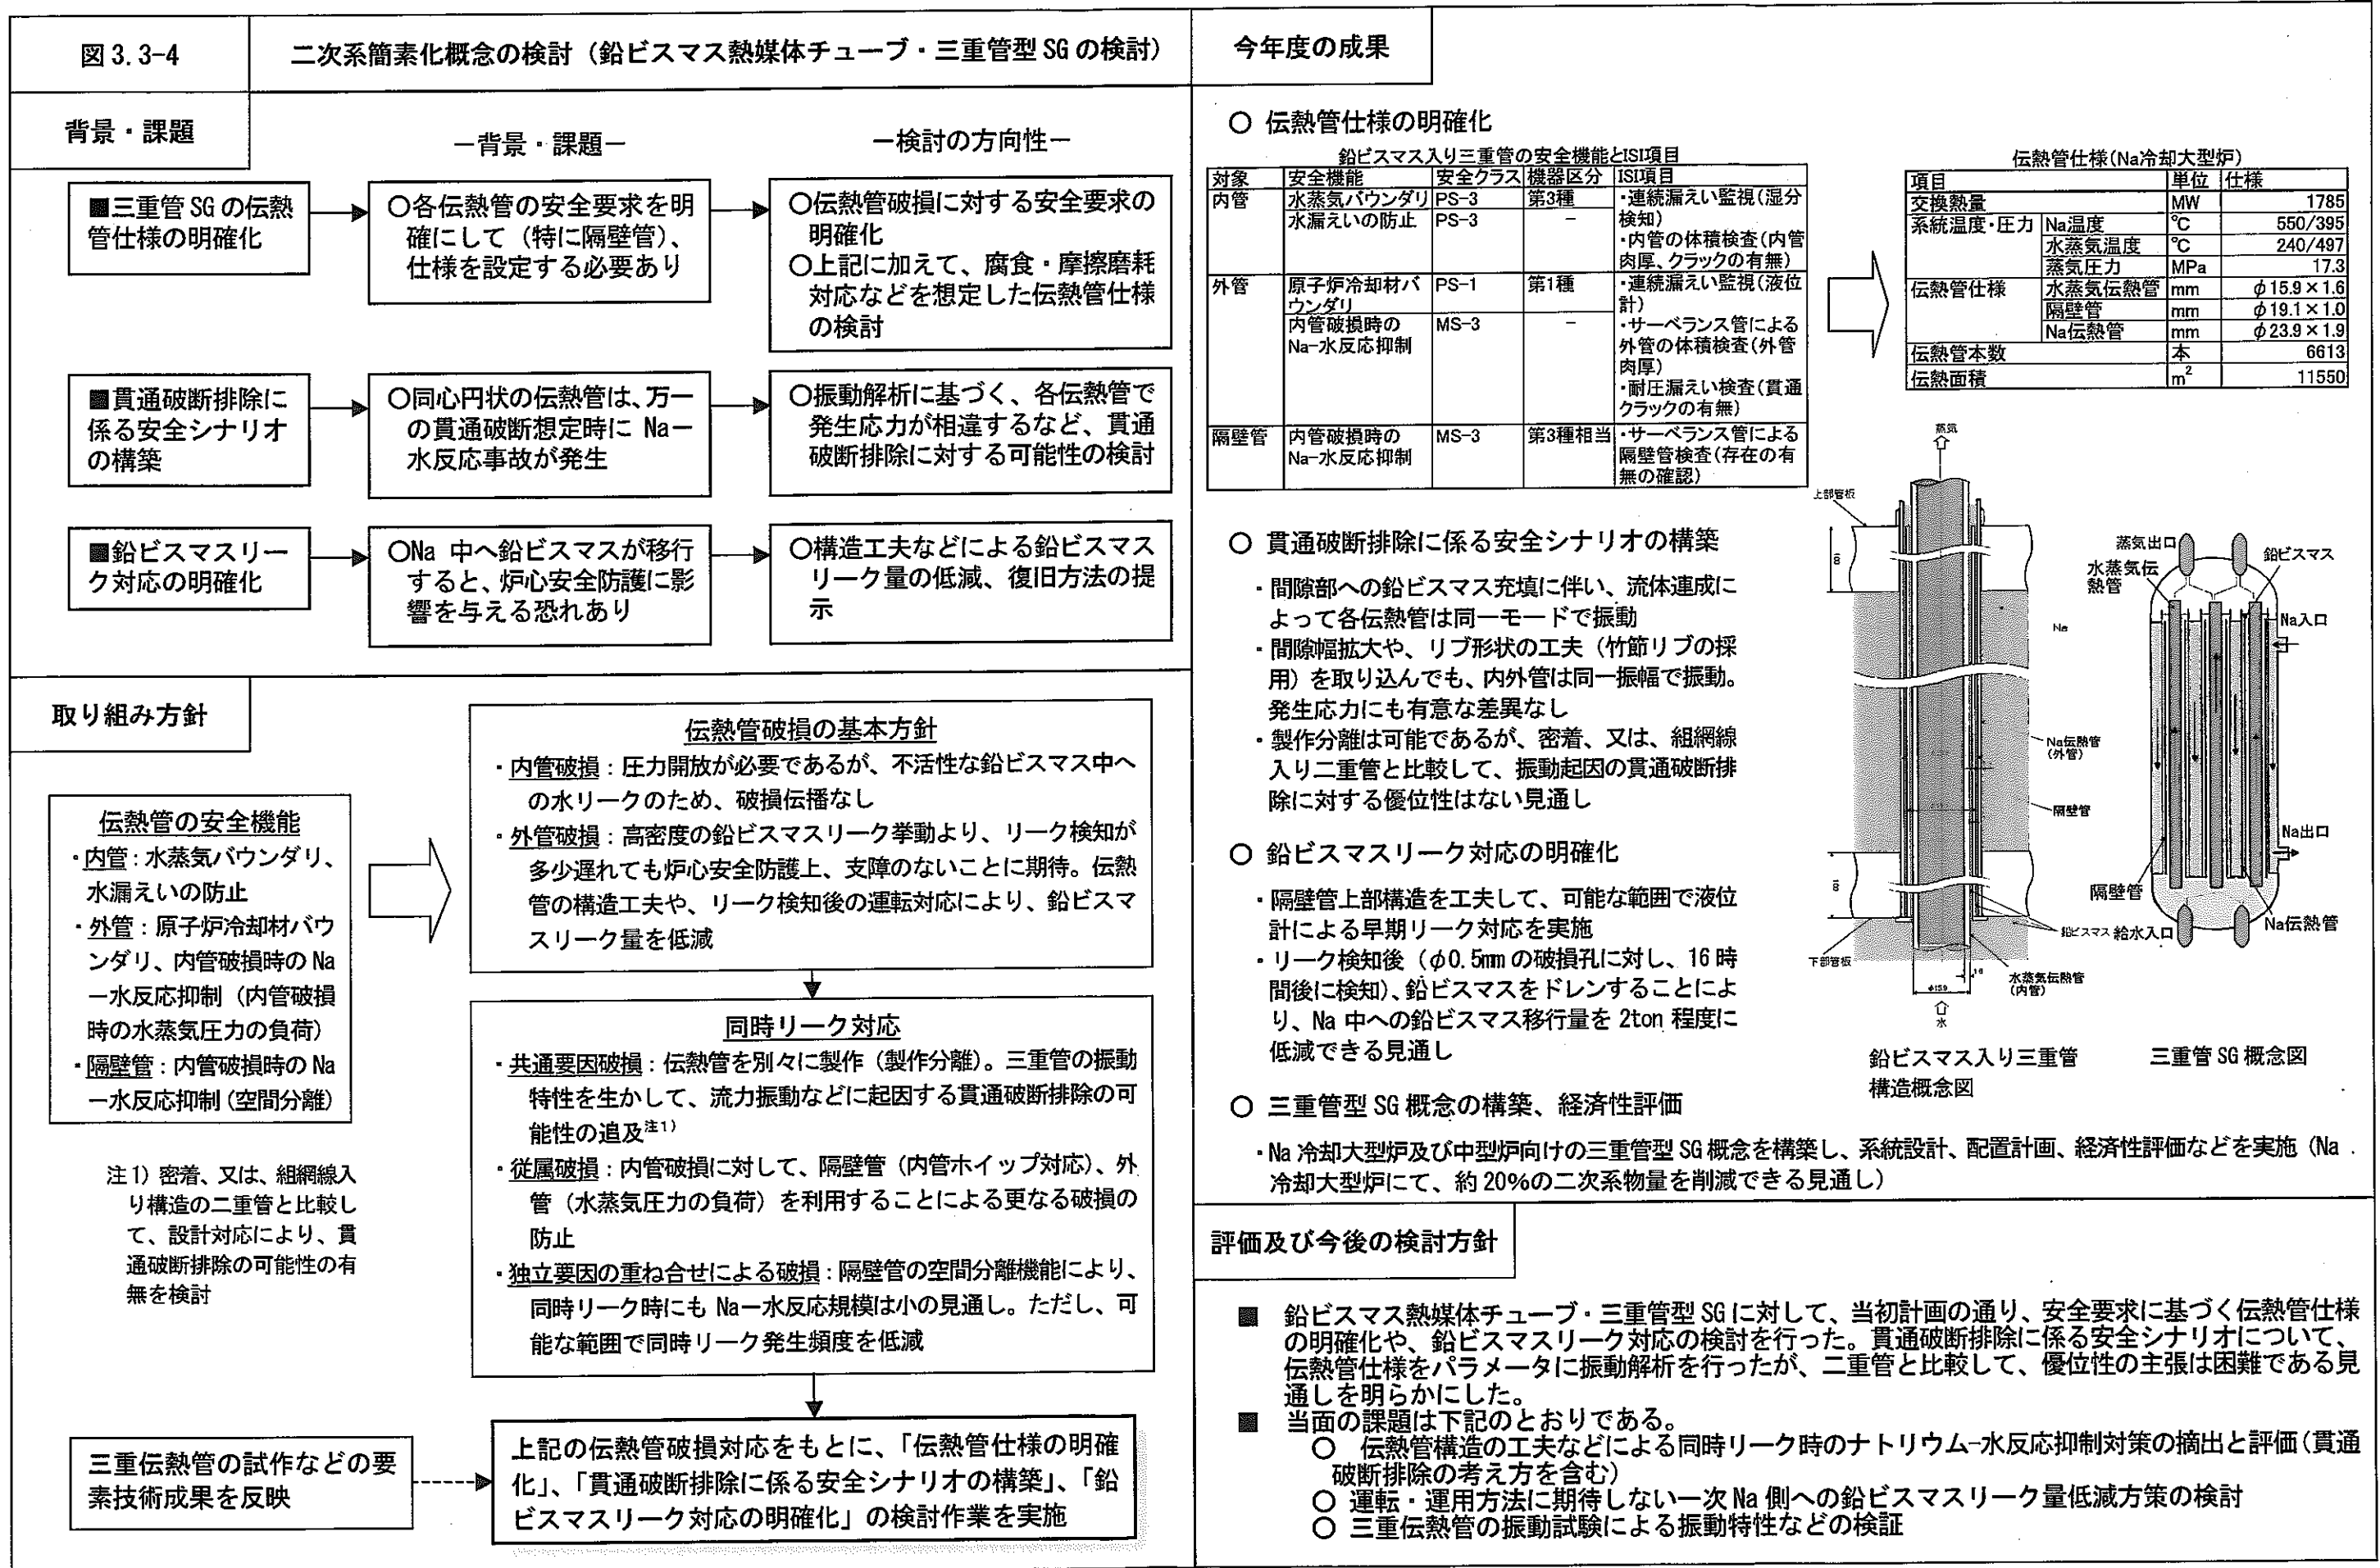 図 3.3-4
二次系簡素化概念の検討（鉛ビスマス熱媒体チューブ・三重管型 SG の検討）
背景・課題
―背景・課題―
―検討の方向性―
■三重管 SG の伝熱
管仕様の明確化
○各伝熱管の安全要求を明
確にして（特に隔壁管）、
仕様を設定する必要あり
○伝熱管破損に対する安全要求の
明確化
○上記に加えて、腐食・摩擦磨耗
対応などを想定した伝熱管仕様
の検討
■貫通破断排除に
係る安全シナリオ
の構築
○同心円状の伝熱管は、万一
の貫通破断想定時に Na－
水反応事故が発生
○振動解析に基づく、各伝熱管で
発生応力が相違するなど、貫通
破断排除に対する可能性の検討
■鉛ビスマスリー
ク対応の明確化
○Na 中へ鉛ビスマスが移行
すると、炉心安全防護に影
響を与える恐れあり
○構造工夫などによる鉛ビスマス
リーク量の低減、復旧方法の提
示
取り組み方針
伝熱管の安全機能
・内管：水蒸気バウンダリ、
水漏えいの防止
・外管：原子炉冷却材バウ
ンダリ、内管破損時の Na
－水反応抑制（内管破損
時の水蒸気圧力の負荷）
・隔壁管：内管破損時の Na
－水反応抑制（空間分離）
注 1）密着、又は、組網線入
り構造の二重管と比較し
て、設計対応により、貫
通破断排除の可能性の有
無を検討
伝熱管破損の基本方針
・内管破損：圧力開放が必要であるが、不活性な鉛ビスマス中へ
の水リークのため、破損伝播なし
・外管破損：高密度の鉛ビスマスリーク挙動より、リーク検知が
多少遅れても炉心安全防護上、支障のないことに期待。伝熱
管の構造工夫や、リーク検知後の運転対応により、鉛ビスマ
スリーク量を低減
同時リーク対応
・共通要因破損：伝熱管を別々に製作（製作分離）。三重管の振動
特性を生かして、流力振動などに起因する貫通破断排除の可
能性の追及注1）
・従属破損：内管破損に対して、隔壁管（内管ホイップ対応）、外
管（水蒸気圧力の負荷）を利用することによる更なる破損の
防止
・独立要因の重ね合せによる破損：隔壁管の空間分離機能により、
同時リーク時にも Na－水反応規模は小の見通し。ただし、可
能な範囲で同時リーク発生頻度を低減
三重伝熱管の試作などの要
素技術成果を反映
上記の伝熱管破損対応をもとに、「伝熱管仕様の明確
化」、「貫通破断排除に係る安全シナリオの構築」、「鉛
ビスマスリーク対応の明確化」の検討作業を実施
今年度の成果
○ 伝熱管仕様の明確化
鉛ビスマス入り三重管の安全機能とISI項目
対象 安全機能 安全クラス 機器区分 ISI項目
内管 水蒸気バウンダリ PS-3 第3種 ・連続漏えい監視（湿分
検知）
水漏えいの防止 PS-3 －
・内管の体積検査（内管
肉厚、クラックの有無）
外管 原子炉冷却材バ PS-1 第1種 ・連続漏えい監視（液位
ウンダリ 計）
内管破損時の MS-3 － ・サーベランス管による
Na-水反応抑制 外管の体積検査（外管
肉厚）
・耐圧漏えい検査（貫通
クラックの有無）
隔壁管 内管破損時の MS-3 第3種相当 ・サーベランス管による
Na-水反応抑制 隔壁管検査（存在の有
無の確認）
伝熱管仕様（Na冷却大型炉）
項目 単位 仕様
交換熱量 MW 1785
系統温度・圧力 Na温度 ℃ 550/395
水蒸気温度 ℃ 240/497
蒸気圧力 MPa 17.3
伝熱管仕様 水蒸気伝熱管 mm φ15.9×1.6
隔壁管 mm φ19.1×1.0
Na伝熱管 mm φ23.9×1.9
伝熱管本数 本 6613
伝熱面積 m² 11550
○ 貫通破断排除に係る安全シナリオの構築
・間隙部への鉛ビスマス充填に伴い、流体連成に
よって各伝熱管は同一モードで振動
・間隙幅拡大や、リブ形状の工夫（竹節リブの採
用）を取り込んでも、内外管は同一振幅で振動。
発生応力にも有意な差異なし
・製作分離は可能であるが、密着、又は、組網線
入り二重管と比較して、振動起因の貫通破断排
除に対する優位性はない見通し
○ 鉛ビスマスリーク対応の明確化
・隔壁管上部構造を工夫して、可能な範囲で液位
計による早期リーク対応を実施
・リーク検知後（φ0.5mm の破損孔に対し、16 時
間後に検知）、鉛ビスマスをドレンすることによ
り、Na 中への鉛ビスマス移行量を 2ton 程度に
低減できる見通し
蒸気
上部管板
Na
Na伝熱管
（外管）
隔壁管
鉛ビスマス
下部管板
水蒸気伝熱管
（内管）
φ15.9
水
鉛ビスマス入り三重管
構造概念図
蒸気出口
鉛ビスマス
水蒸気伝
熱管
Na入口
Na出口
隔壁管
給水入口
Na伝熱管
三重管 SG 概念図
○ 三重管型 SG 概念の構築、経済性評価
・Na 冷却大型炉及び中型炉向けの三重管型 SG 概念を構築し、系統設計、配置計画、経済性評価などを実施（Na
冷却大型炉にて、約 20％の二次系物量を削減できる見通し）
評価及び今後の検討方針
■ 鉛ビスマス熱媒体チューブ・三重管型 SG に対して、当初計画の通り、安全要求に基づく伝熱管仕様
の明確化や、鉛ビスマスリーク対応の検討を行った。貫通破断排除に係る安全シナリオについて、
伝熱管仕様をパラメータに振動解析を行ったが、二重管と比較して、優位性の主張は困難である見
通しを明らかにした。
■ 当面の課題は下記のとおりである。
○ 伝熱管構造の工夫などによる同時リーク時のナトリウム-水反応抑制対策の摘出と評価（貫通
破断排除の考え方を含む）
○ 運転・運用方法に期待しない一次 Na 側への鉛ビスマスリーク量低減方策の検討
○ 三重伝熱管の振動試験による振動特性などの検証